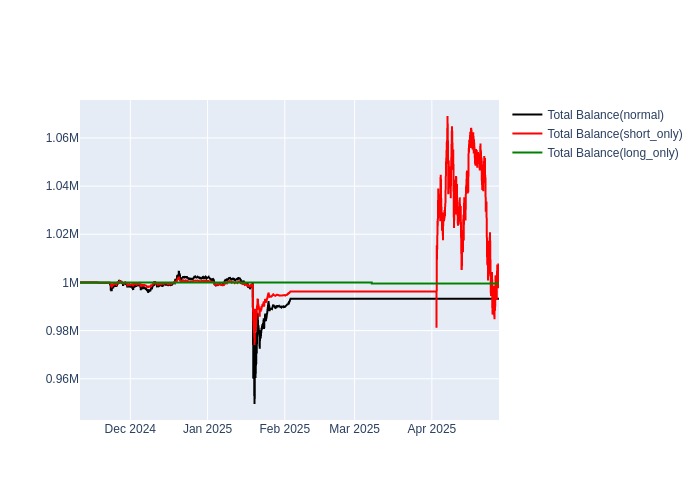 1.06M
1.04M
1.02M
1M
0.98M
0.96M
Dec 2024
Jan 2025
Feb 2025
Mar 2025
Apr 2025
Total Balance(normal)
Total Balance(short_only)
Total Balance(long_only)